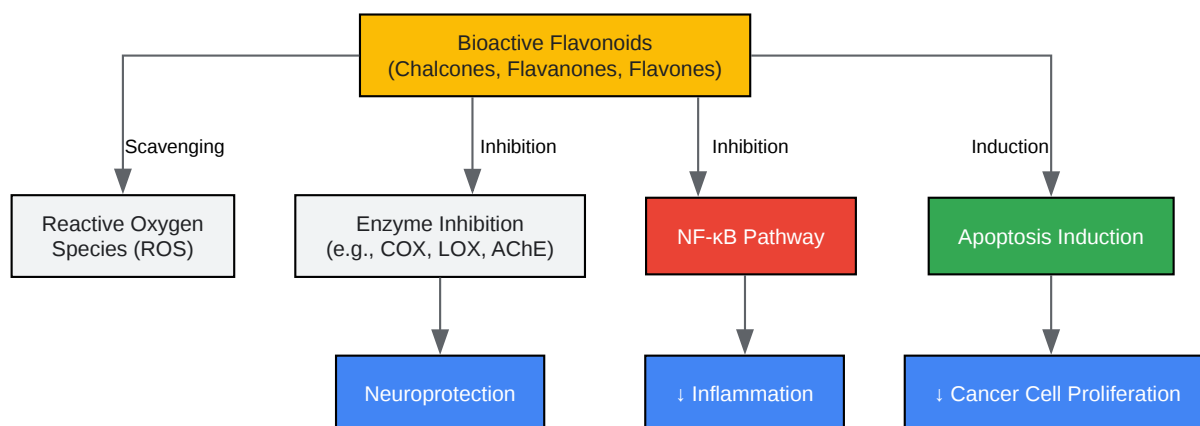 Bioactive Flavonoids
(Chalcones, Flavanones, Flavones)
Scavenging
Inhibition
Inhibition
Induction
Reactive Oxygen
Species (ROS)
Enzyme Inhibition
(e.g., COX, LOX, AChE)
NF-κB Pathway
Apoptosis Induction
Neuroprotection
↓ Inflammation
↓ Cancer Cell Proliferation